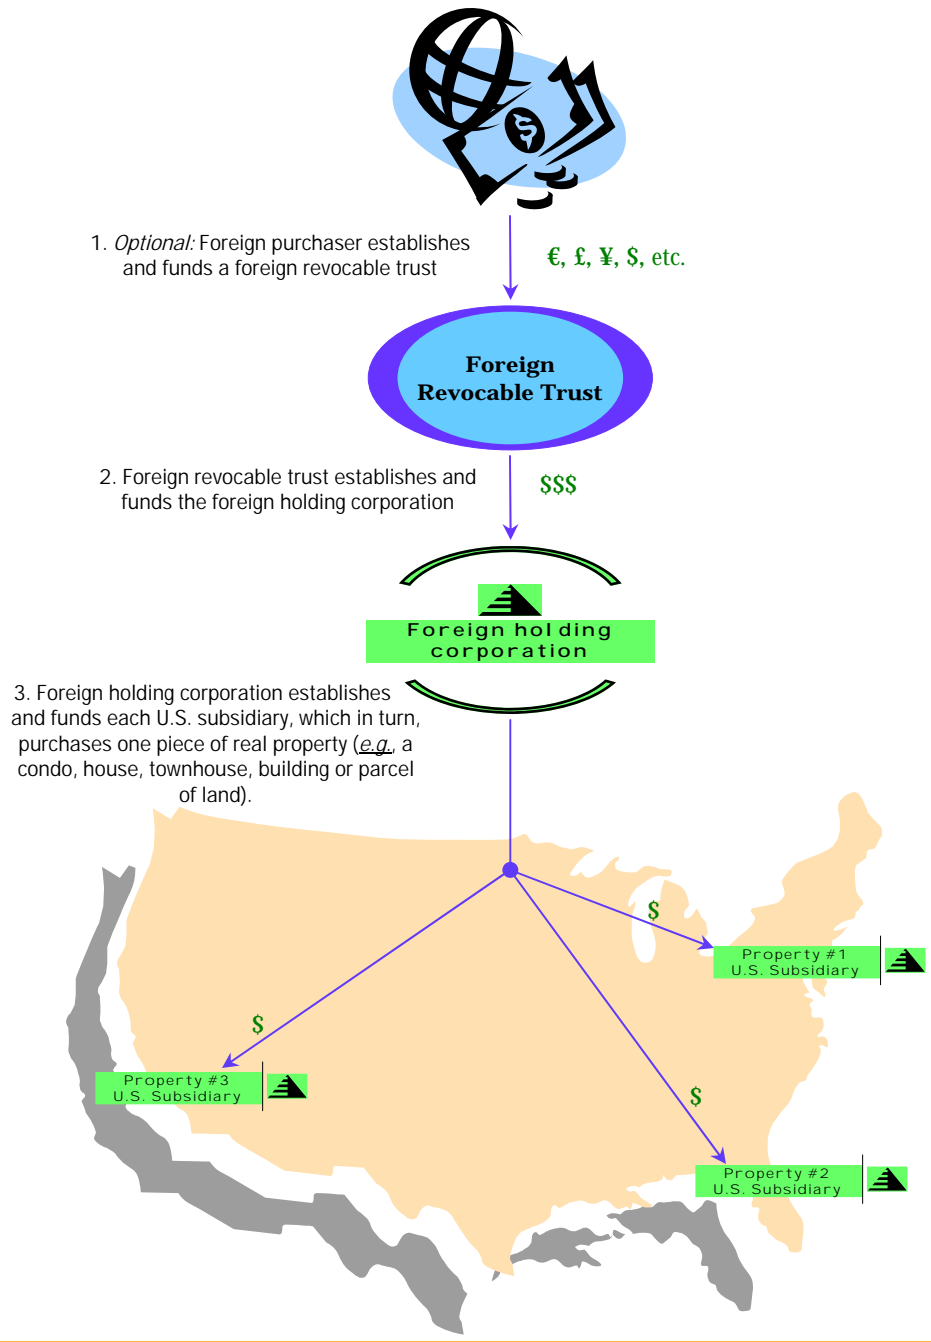 1. Optional: Foreign purchaser establishes
and funds a foreign revocable trust
€, £, ¥, $, etc.
Foreign
Revocable Trust
2. Foreign revocable trust establishes and
funds the foreign holding corporation
$$$
Foreign holding
corporation
3. Foreign holding corporation establishes
and funds each U.S. subsidiary, which in turn,
purchases one piece of real property (e.g., a
condo, house, townhouse, building or parcel
of land).
$
Property #1
U.S. Subsidiary
$
Property #3
U.S. Subsidiary
$
Property #2
U.S. Subsidiary